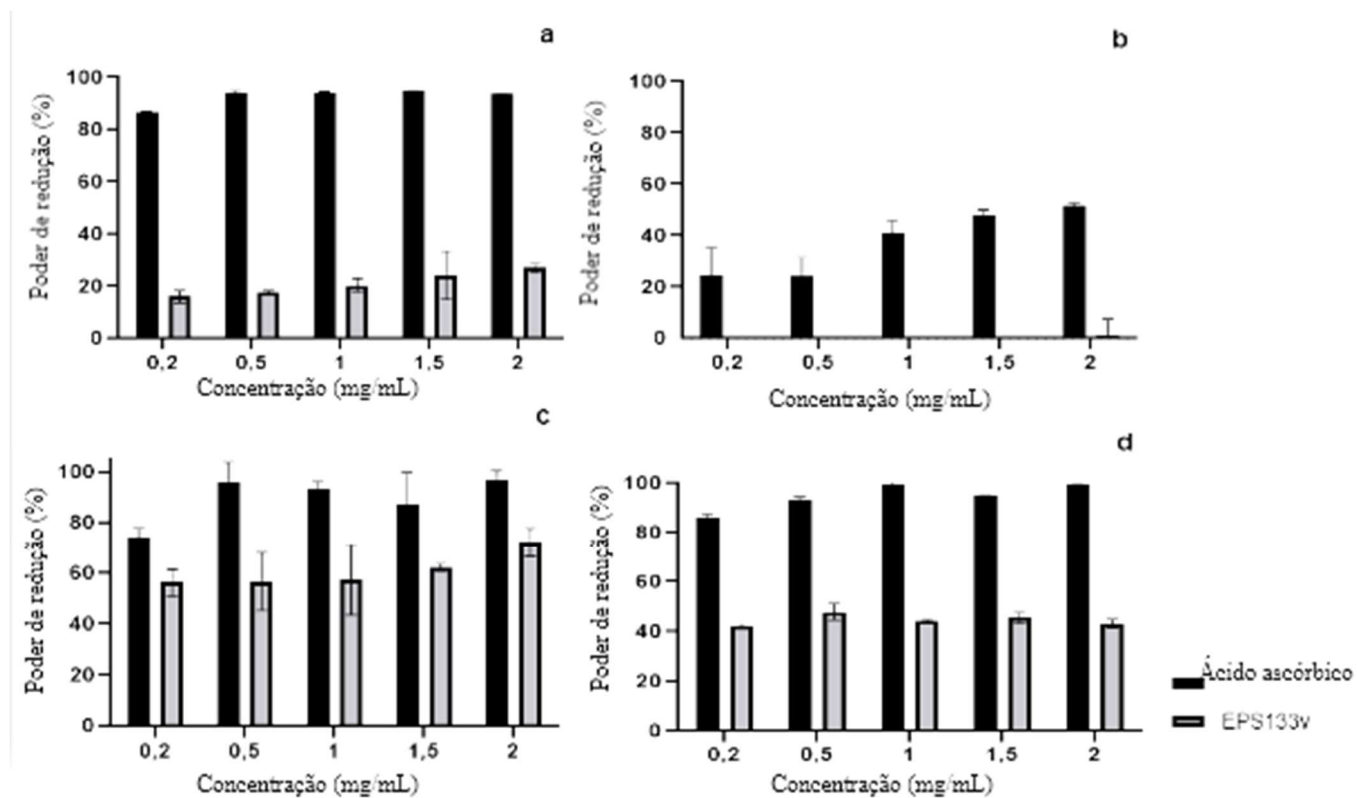 a
Poder de redução (%)
100
80
60
40
20
0
0,2 0,5 1 1,5 2
Concentração (mg/mL)
b
Poder de redução (%)
100
80
60
40
20
0
0,2 0,5 1 1,5 2
Concentração (mg/mL)
c
Poder de redução (%)
100
80
60
40
20
0
0,2 0,5 1 1,5 2
Concentração (mg/mL)
d
Poder de redução (%)
100
80
60
40
20
0
0,2 0,5 1 1,5 2
Concentração (mg/mL)
Ácido ascórbico
EPS133v